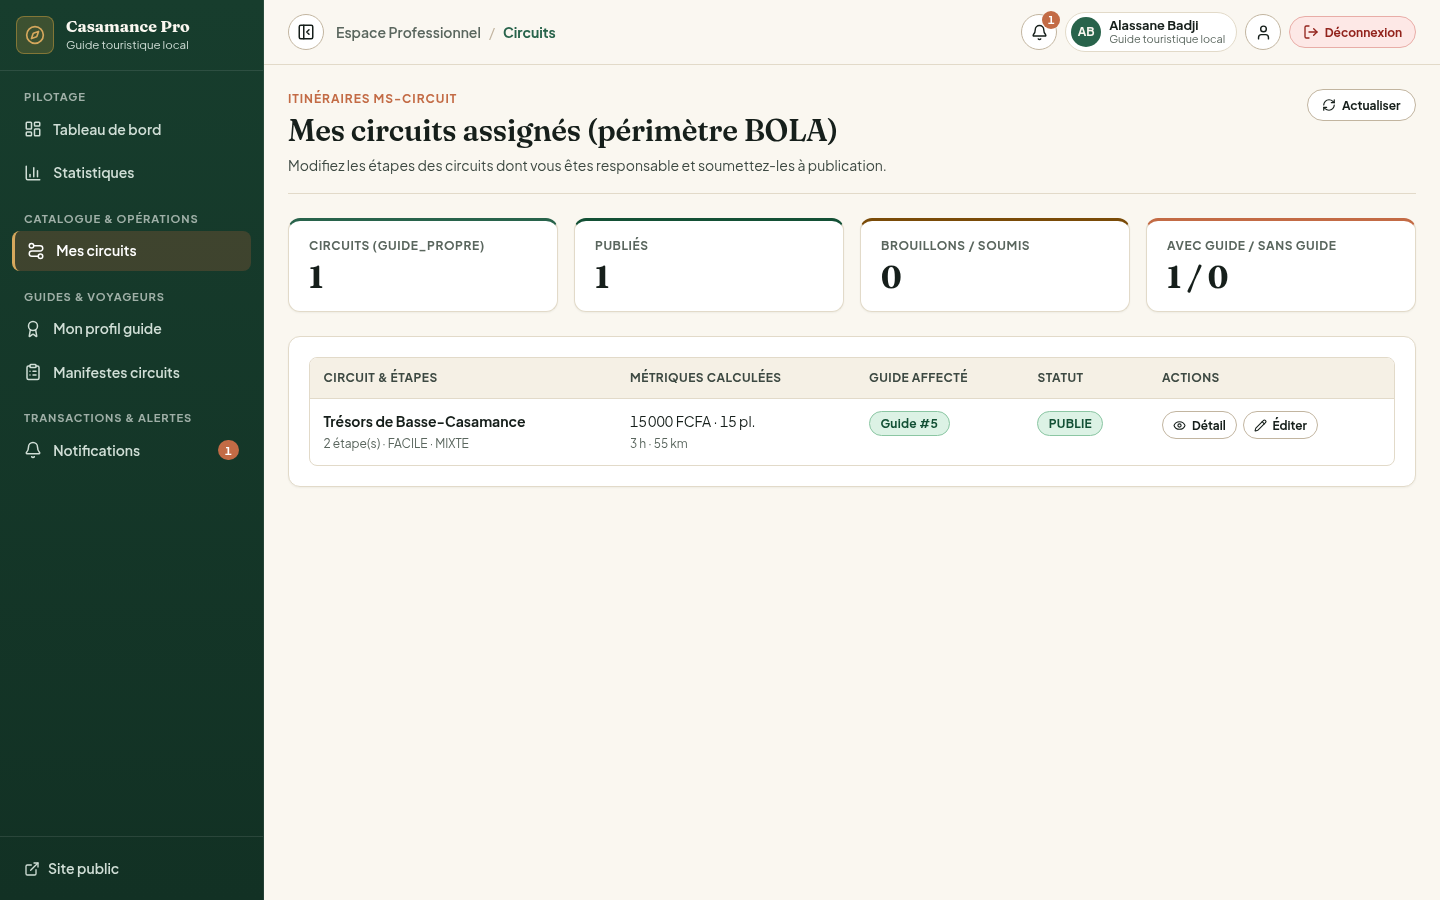 Casamance Pro
Guide touristique local
PILOTAGE
Tableau de bord
Statistiques
CATALOGUE & OPÉRATIONS
Mes circuits
GUIDES & VOYAGEURS
Mon profil guide
Manifestes circuits
TRANSACTIONS & ALERTES
Notifications 1
Site public
Espace Professionnel / Circuits
1
AB
Alassane Badji
Guide touristique local
Déconnexion
ITINÉRAIRES MS-CIRCUIT
Mes circuits assignés (périmètre BOLA)
Modifiez les étapes des circuits dont vous êtes responsable et soumettez-les à publication.
Actualiser
CIRCUITS (GUIDE_PROPRE)
1
PUBLIÉS
1
BROUILLONS / SOUMIS
0
AVEC GUIDE / SANS GUIDE
1 / 0
CIRCUIT & ÉTAPES MÉTRIQUES CALCULÉES GUIDE AFFECTÉ STATUT ACTIONS
Trésors de Basse-Casamance 15 000 FCFA · 15 pl. Guide #5 PUBLIE Détail Éditer
2 étape(s) · FACILE · MIXTE 3 h · 55 km